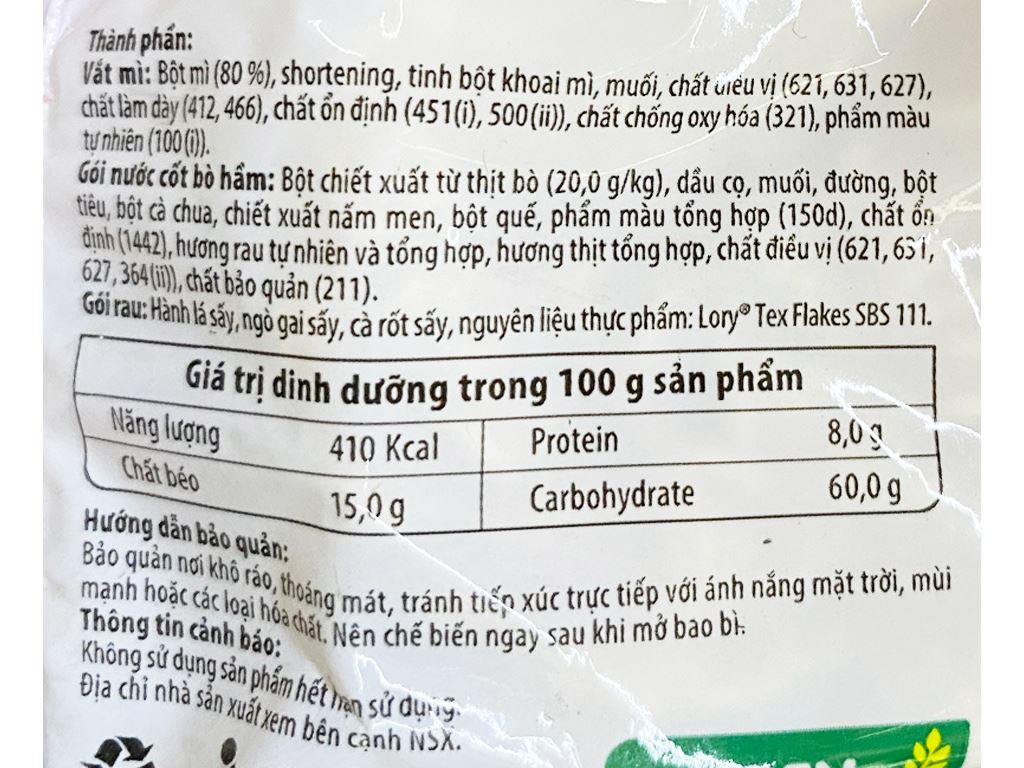 Thành phần:
Vắt mì: Bột mì (80 %), shortening, tinh bột khoai mì, muối, chất điều vị (621, 631, 627),
chất làm dày (412, 466), chất ổn định (451(i), 500(ii)), chất chống oxy hóa (321), phẩm màu
tự nhiên (100(i)).
Gói nước cốt bò hầm: Bột chiết xuất từ thịt bò (20,0 g/kg), dầu cọ, muối, đường, bột
tiêu, bột cà chua, chiết xuất nấm men, bột quế, phẩm màu tổng hợp (150d), chất ổn
định (1442), hương rau tự nhiên và tổng hợp, hương thịt tổng hợp, chất điều vị (621, 631,
627, 364(ii)), chất bảo quản (211).
Gói rau: Hành lá sấy, ngò gai sấy, cà rốt sấy, nguyên liệu thực phẩm: Lory® Tex Flakes SBS 111.
Giá trị dinh dưỡng trong 100 g sản phẩm
Năng lượng 410 Kcal Protein 8,0 g
Chất béo 15,0 g Carbohydrate 60,0 g
Hướng dẫn bảo quản:
Bảo quản nơi khô ráo, thoáng mát, tránh tiếp xúc trực tiếp với ánh nắng mặt trời, mùi
mạnh hoặc các loại hóa chất. Nên chế biến ngay sau khi mở bao bì.
Thông tin cảnh báo:
Không sử dụng sản phẩm hết hạn sử dụng.
Địa chỉ nhà sản xuất xem bên cạnh NSX.